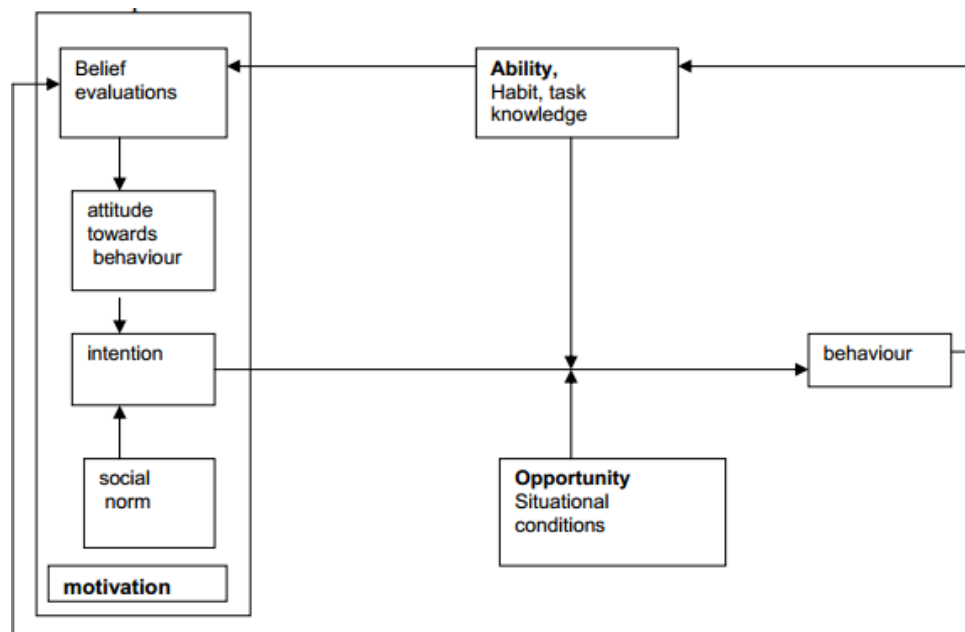 Belief
evaluations
Ability,
Habit, task
knowledge
attitude
towards
behaviour
intention
behaviour
social
norm
Opportunity
Situational
conditions
motivation